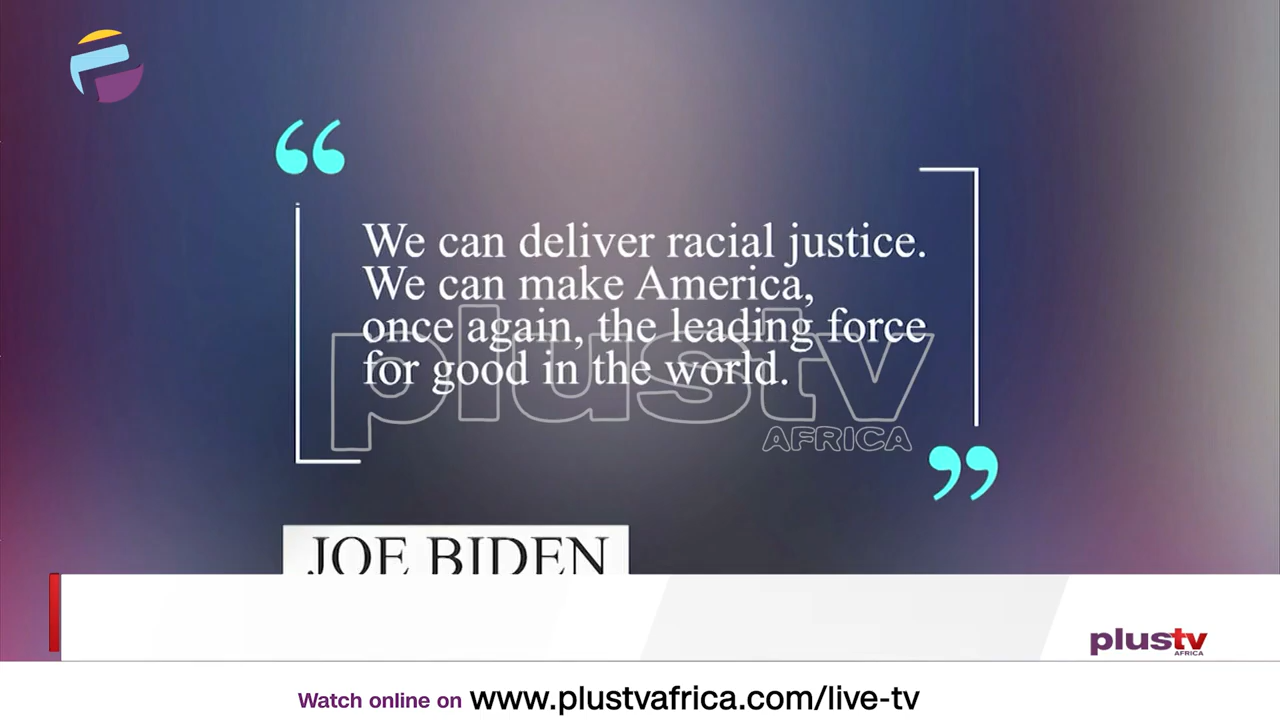 “
We can deliver racial justice.
We can make America,
once again, the leading force
for good in the world.
plustv
AFRICA
”
JOE BIDEN
plustv
AFRICA
Watch online on www.plustvafrica.com/live-tv